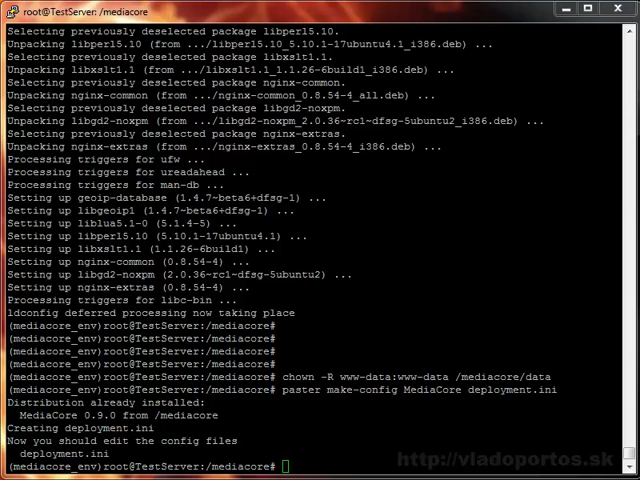 root@TestServer: /mediacore
Selecting previously deselected package libperl5.10.
Unpacking libperl5.10 (from .../libperl5.10_5.10.1-17ubuntu4.1_i386.deb) ...
Selecting previously deselected package libxslt1.1.
Unpacking libxslt1.1 (from .../libxslt1.1_1.1.26-6build1_i386.deb) ...
Selecting previously deselected package nginx-common.
Unpacking nginx-common (from .../nginx-common_0.8.54-4_all.deb) ...
Selecting previously deselected package libgd2-noxpm.
Unpacking libgd2-noxpm (from .../libgd2-noxpm_2.0.36~rc1~dfsg-5ubuntu2_i386.deb) ...
Selecting previously deselected package nginx-extras.
Unpacking nginx-extras (from .../nginx-extras_0.8.54-4_i386.deb) ...
Processing triggers for ufw ...
Processing triggers for ureadahead ...
Processing triggers for man-db ...
Setting up geoip-database (1.4.7~beta6+dfsg-1) ...
Setting up libgeoip1 (1.4.7~beta6+dfsg-1) ...
Setting up liblua5.1-0 (5.1.4-5) ...
Setting up libperl5.10 (5.10.1-17ubuntu4.1) ...
Setting up libxslt1.1 (1.1.26-6build1) ...
Setting up nginx-common (0.8.54-4) ...
Setting up libgd2-noxpm (2.0.36~rc1~dfsg-5ubuntu2) ...
Setting up nginx-extras (0.8.54-4) ...
Processing triggers for libc-bin ...
ldconfig deferred processing now taking place
(mediacore_env)root@TestServer:/mediacore#
(mediacore_env)root@TestServer:/mediacore#
(mediacore_env)root@TestServer:/mediacore#
(mediacore_env)root@TestServer:/mediacore#
(mediacore_env)root@TestServer:/mediacore# chown -R www-data:www-data /mediacore/data
(mediacore_env)root@TestServer:/mediacore# paster make-config MediaCore deployment.ini
Distribution already installed:
MediaCore 0.9.0 from /mediacore
Creating deployment.ini
Now you should edit the config files
deployment.ini
(mediacore_env)root@TestServer:/mediacore#
http://vladoportos.sk